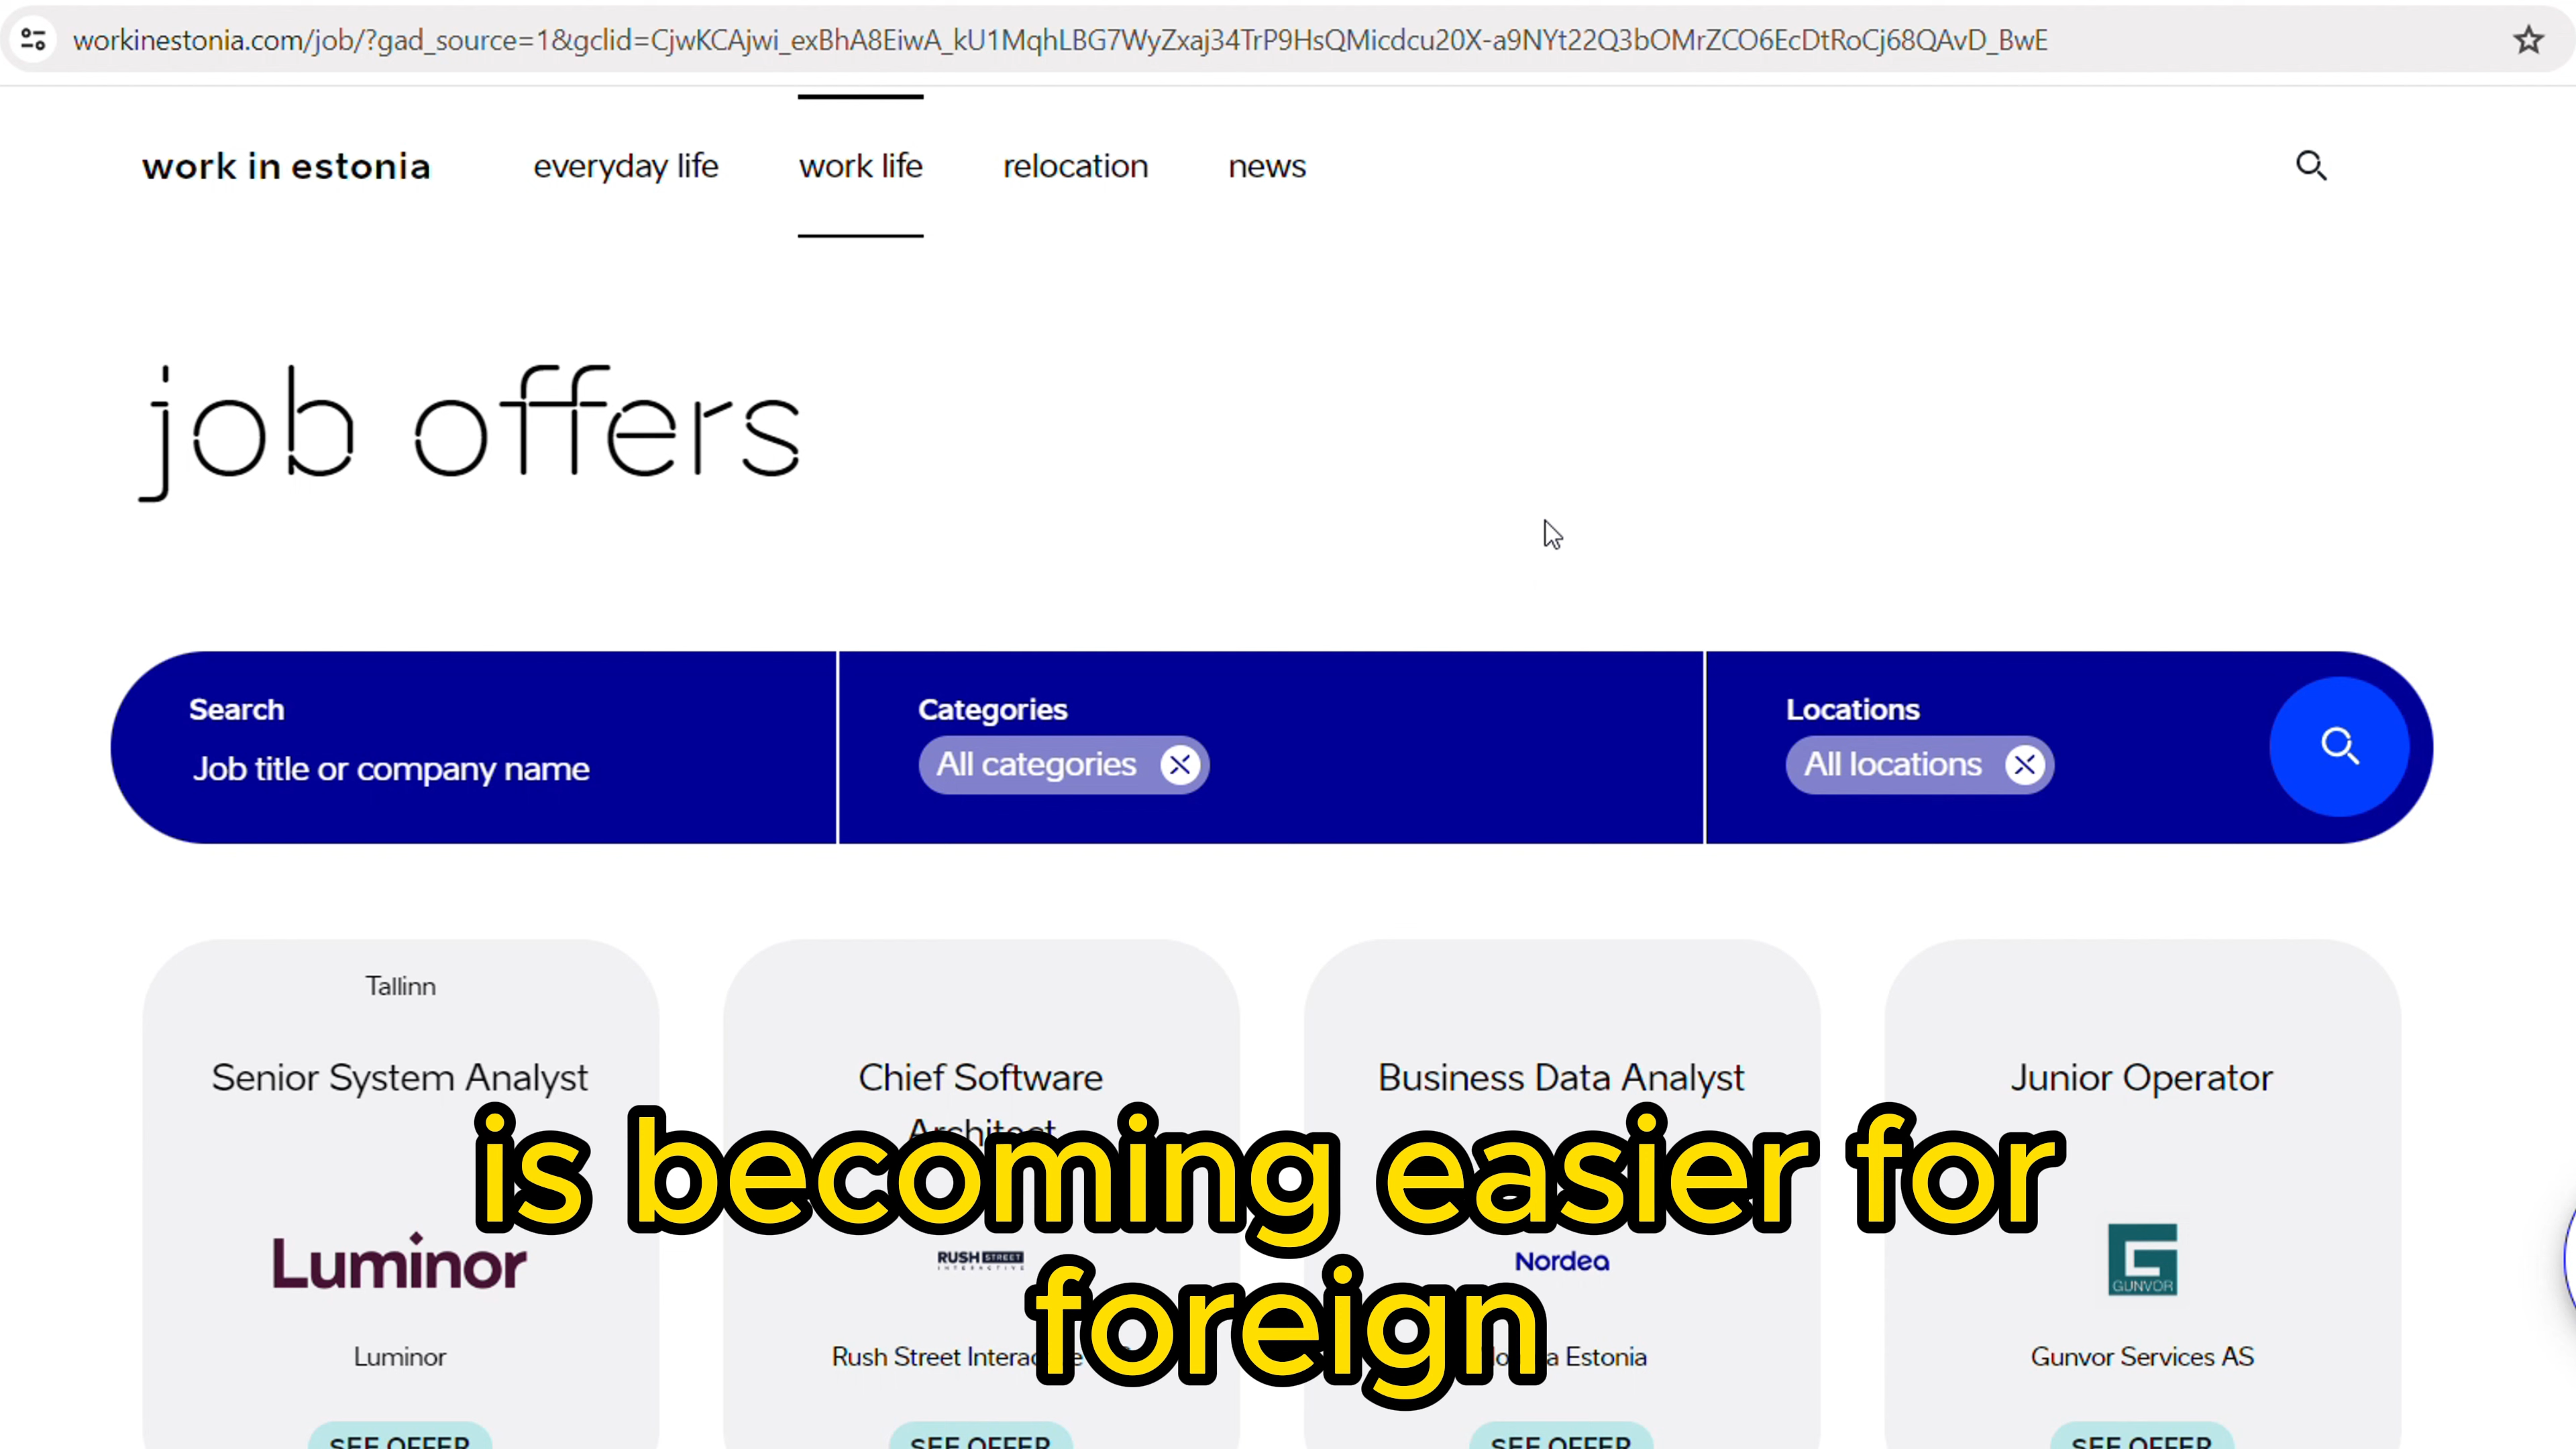 workinestonia.com/job/?gad_source=1&gclid=CjwKCAjwi_exBhA8EiwA_kU1MqhLBG7WyZxaj34TrP9HsQMicdcu20X-a9NYt22Q3bOMrZCO6EcDtRoCj68QAvD_BwE
work in estonia everyday life work life relocation news
job offers
Search Categories Locations
Job title or company name All categories All locations
Tallinn
Senior System Analyst Chief Software Business Data Analyst Junior Operator
Architect
is becoming easier for
foreign
Luminor RUSH STREET Nordea GUNVOR
INTERACTIVE
Luminor Rush Street Estonia Gunvor Services AS
SEE OFFER SEE OFFER SEE OFFER SEE OFFER